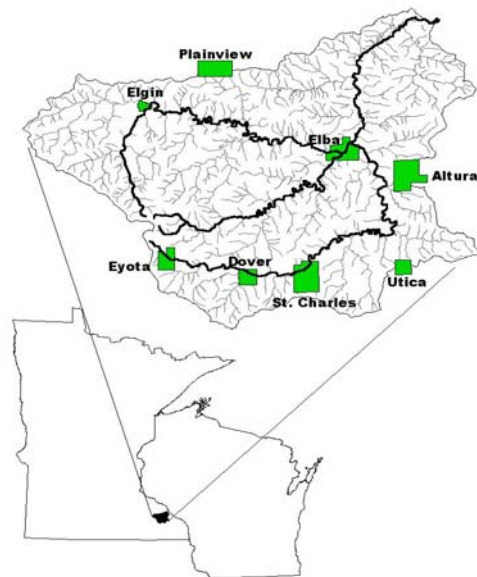 Plainview
Elgin
Elba
Altura
Eyota
Dover
St. Charles
Utica